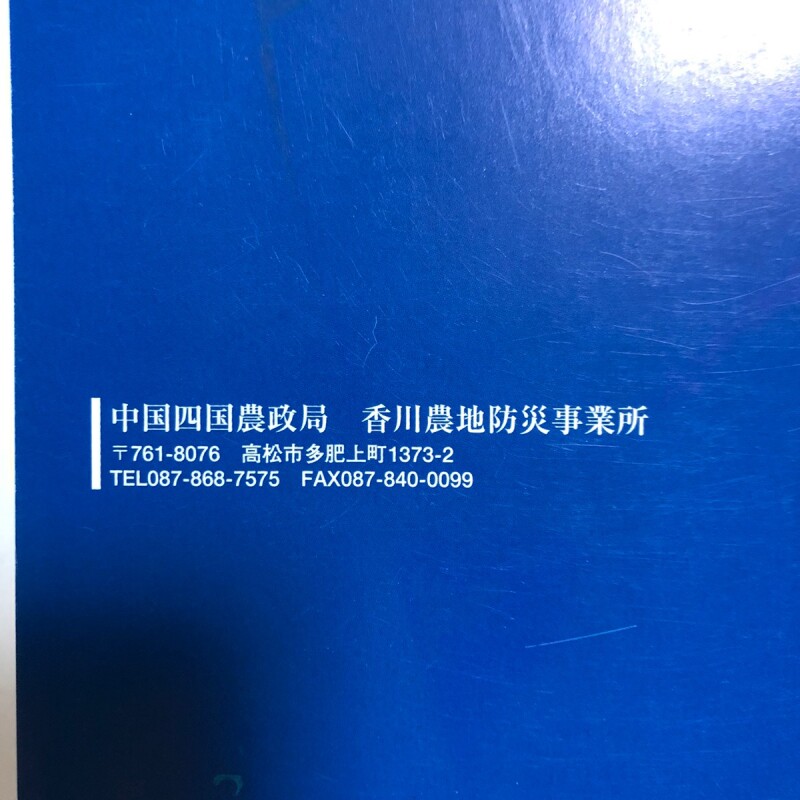 中国四国農政局　香川農地防災事業所
〒761-8076　高松市多肥上町1373-2
TEL087-868-7575　FAX087-840-0099